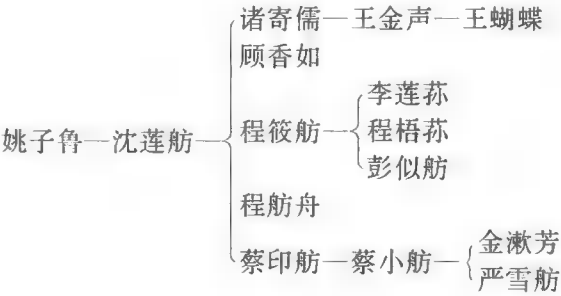 诸寄儒—王金声—王蝴蝶
顾香如
李莲荪
姚子鲁—沈莲舫—程筱舫—程梧荪
彭似舫
程舫舟
蔡印舫—蔡小舫—金漱芳
严雪舫